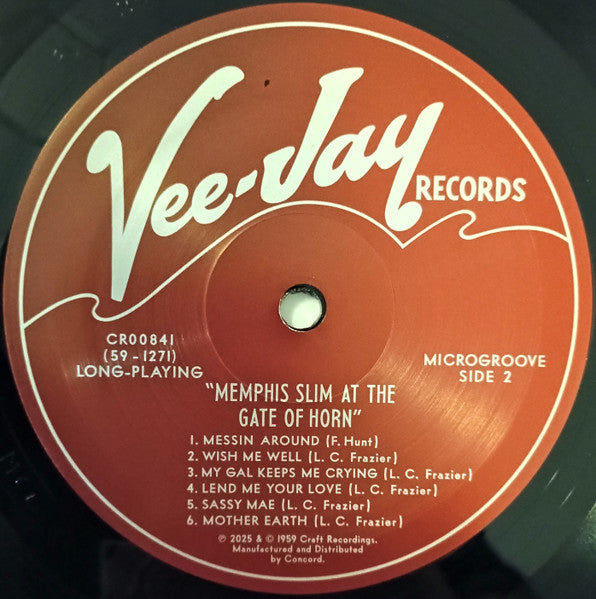 Vee-Jay
RECORDS
CR00841
(59-1271)
LONG-PLAYING
MICROGROOVE
SIDE 2
"MEMPHIS SLIM AT THE
GATE OF HORN"
1. MESSIN AROUND (F. Hunt)
2. WISH ME WELL (L. C. Frazier)
3. MY GAL KEEPS ME CRYING (L. C. Frazier)
4. LEND ME YOUR LOVE (L. C. Frazier)
5. SASSY MAE (L. C. Frazier)
6. MOTHER EARTH (L. C. Frazier)
℗ 2025 & © 1959 Craft Recordings.
Manufactured and Distributed
by Concord.